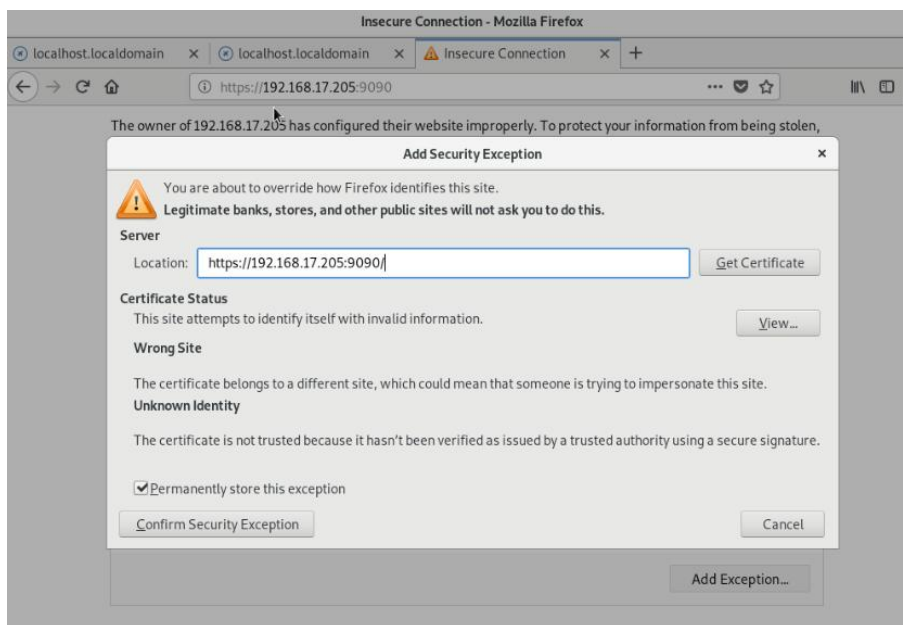 Insecure Connection - Mozilla Firefox
localhost.localdomain × localhost.localdomain × Insecure Connection × +
https://192.168.17.205:9090
The owner of 192.168.17.205 has configured their website improperly. To protect your information from being stolen,
Add Security Exception ×
You are about to override how Firefox identifies this site.
Legitimate banks, stores, and other public sites will not ask you to do this.
Server
Location: https://192.168.17.205:9090/ Get Certificate
Certificate Status
This site attempts to identify itself with invalid information.
View...
Wrong Site
The certificate belongs to a different site, which could mean that someone is trying to impersonate this site.
Unknown Identity
The certificate is not trusted because it hasn't been verified as issued by a trusted authority using a secure signature.
Permanently store this exception
Confirm Security Exception Cancel
Add Exception...